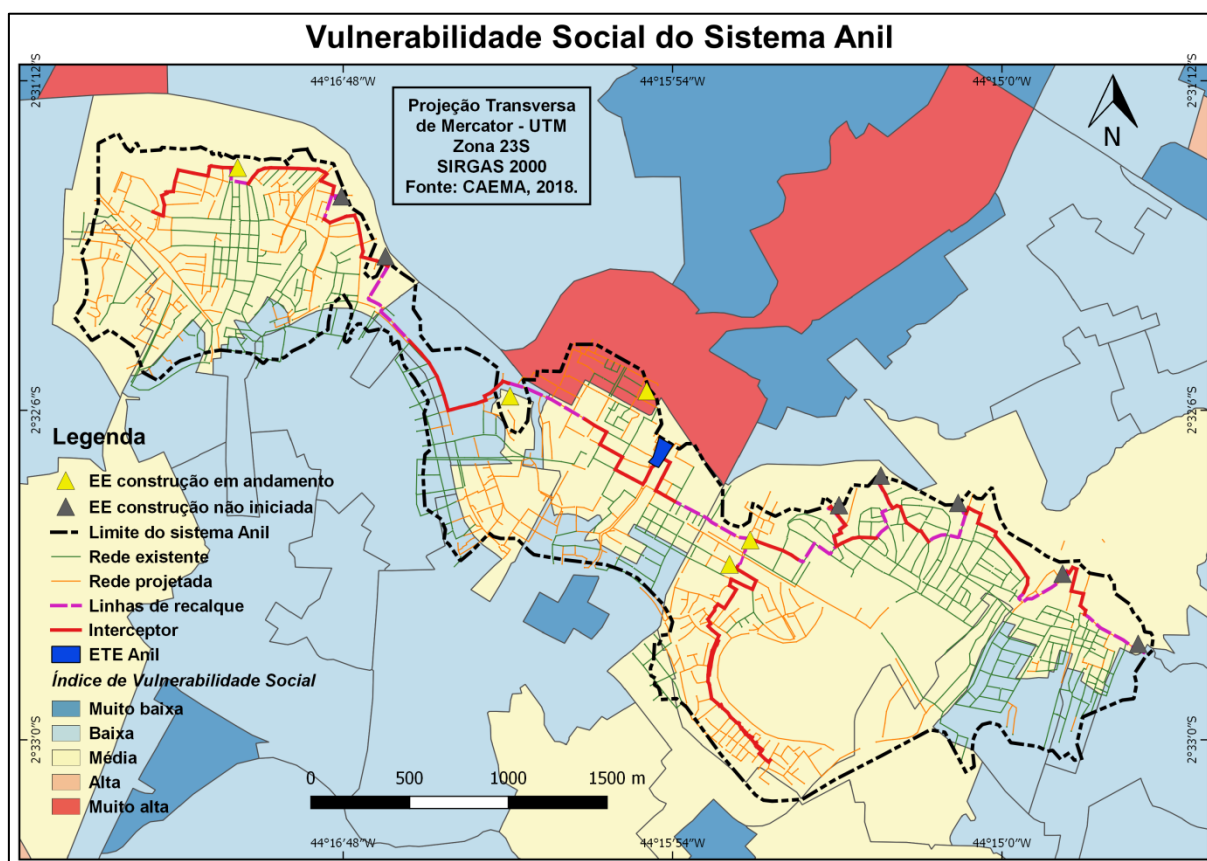 Vulnerabilidade Social do Sistema Anil
44°16′48″W
44°15′54″W
44°15′0″W
2°31′12″S
2°31′12″S
Projeção Transversa
de Mercator - UTM
Zona 23S
SIRGAS 2000
Fonte: CAEMA, 2018.
N
2°32′6″S
2°32′6″S
Legenda
EE construção em andamento
EE construção não iniciada
Limite do sistema Anil
Rede existente
Rede projetada
Linhas de recalque
Interceptor
ETE Anil
Índice de Vulnerabilidade Social
Muito baixa
Baixa
Média
Alta
Muito alta
2°33′0″S
2°33′0″S
0 500 1000 1500 m
44°16′48″W
44°15′54″W
44°15′0″W